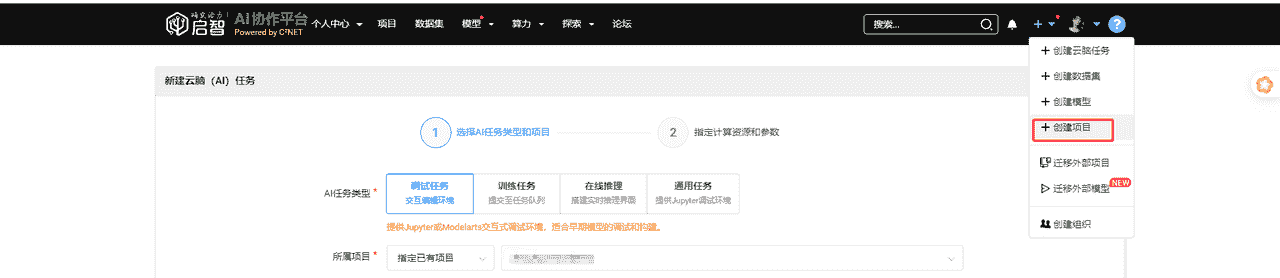 启智
AI协作平台
Powered by C²NET
个人中心 项目 数据集 模型 算力 探索 论坛
搜索...
+ 创建云脑任务
+ 创建数据集
+ 创建模型
+ 创建项目
迁移外部项目
迁移外部模型 NEW
创建组织
新建云脑（AI）任务
1 选择AI任务类型和项目 2 指定计算资源和参数
AI任务类型 *
调试任务 训练任务 在线推理 通用任务
交互编程环境 提交至任务队列 搭建实时推理界面 提供Jupyter调试环境
提供Jupyter或Modelarts交互式调试环境，适合早期模型的调试和构建。
所属项目 * 指定已有项目